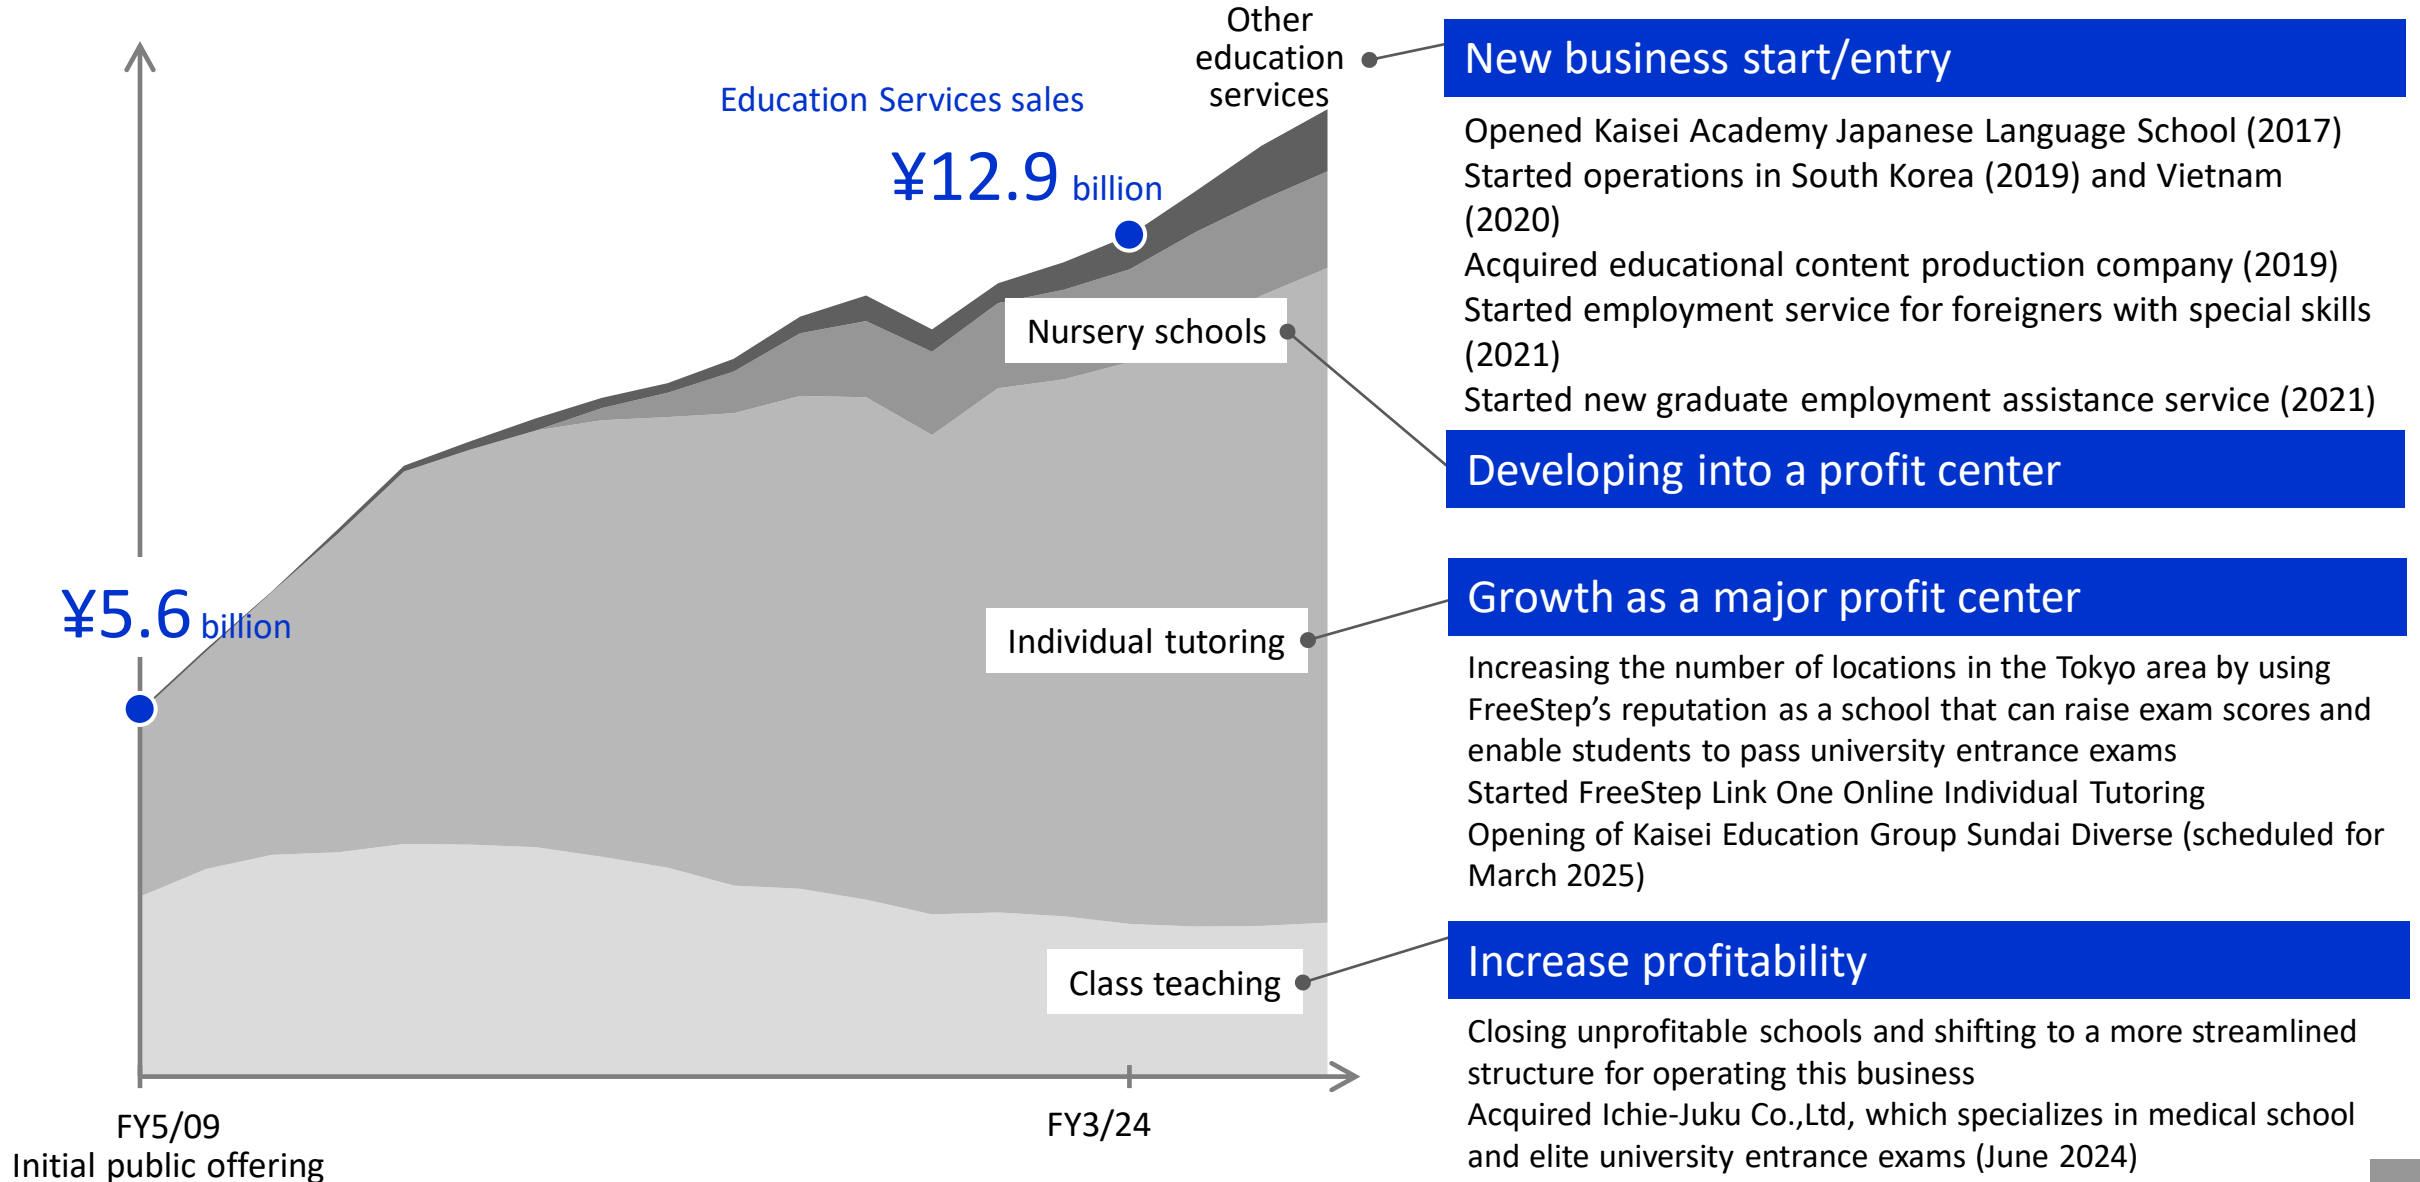 Other
education
services
Education Services sales
¥12.9 billion
Nursery schools
¥5.6 billion
Individual tutoring
Class teaching
FY5/09
Initial public offering
FY3/24
New business start/entry
Opened Kaisei Academy Japanese Language School (2017)
Started operations in South Korea (2019) and Vietnam
(2020)
Acquired educational content production company (2019)
Started employment service for foreigners with special skills
(2021)
Started new graduate employment assistance service (2021)
Developing into a profit center
Growth as a major profit center
Increasing the number of locations in the Tokyo area by using
FreeStep’s reputation as a school that can raise exam scores and
enable students to pass university entrance exams
Started FreeStep Link One Online Individual Tutoring
Opening of Kaisei Education Group Sundai Diverse (scheduled for
March 2025)
Increase profitability
Closing unprofitable schools and shifting to a more streamlined
structure for operating this business
Acquired Ichie-Juku Co.,Ltd, which specializes in medical school
and elite university entrance exams (June 2024)